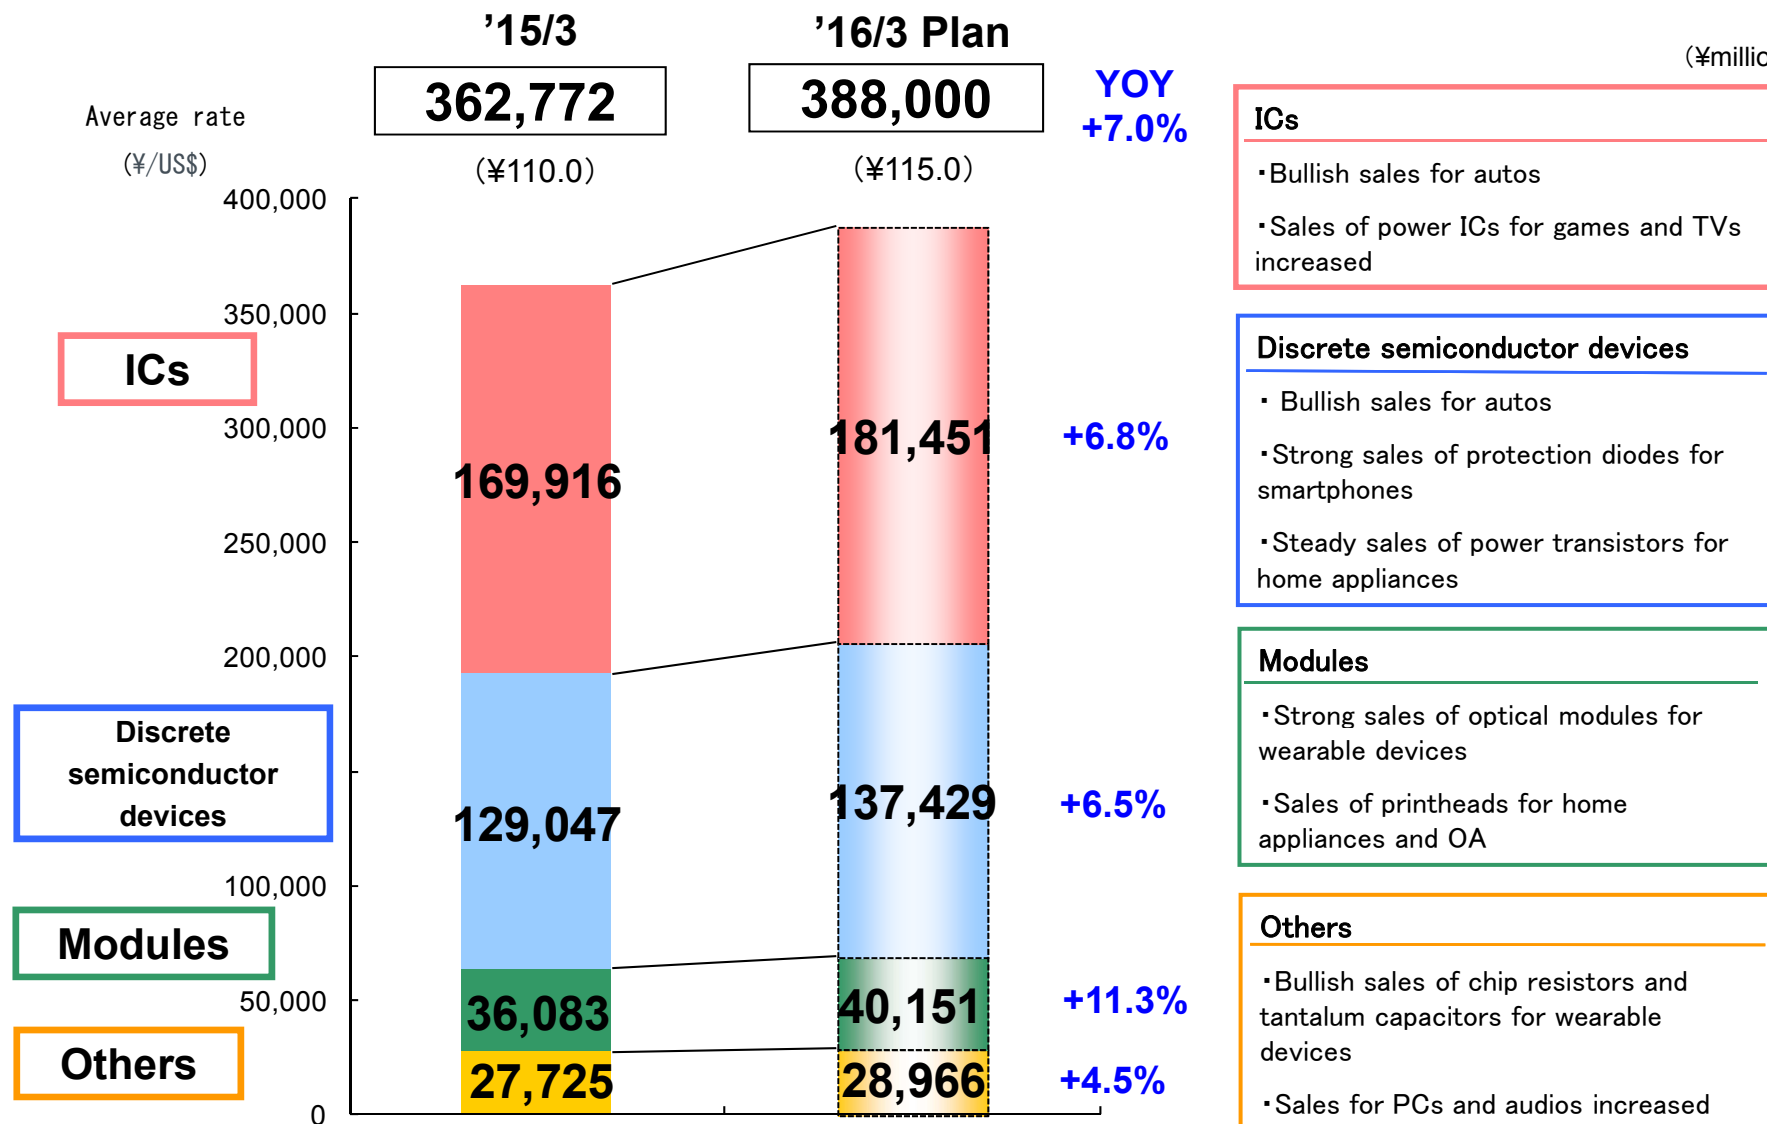 ’15/3
’16/3 Plan
(¥millio
362,772
388,000
YOY
+7.0%
Average rate
(¥/US$)
(¥110.0)
(¥115.0)
400,000
350,000
300,000
250,000
200,000
100,000
50,000
0
ICs
Discrete
semiconductor
devices
Modules
Others
169,916
129,047
36,083
27,725
181,451
137,429
40,151
28,966
+6.8%
+6.5%
+11.3%
+4.5%
ICs
・Bullish sales for autos
・Sales of power ICs for games and TVs
increased
Discrete semiconductor devices
・ Bullish sales for autos
・Strong sales of protection diodes for
smartphones
・Steady sales of power transistors for
home appliances
Modules
・Strong sales of optical modules for
wearable devices
・Sales of printheads for home
appliances and OA
Others
・Bullish sales of chip resistors and
tantalum capacitors for wearable
devices
・Sales for PCs and audios increased